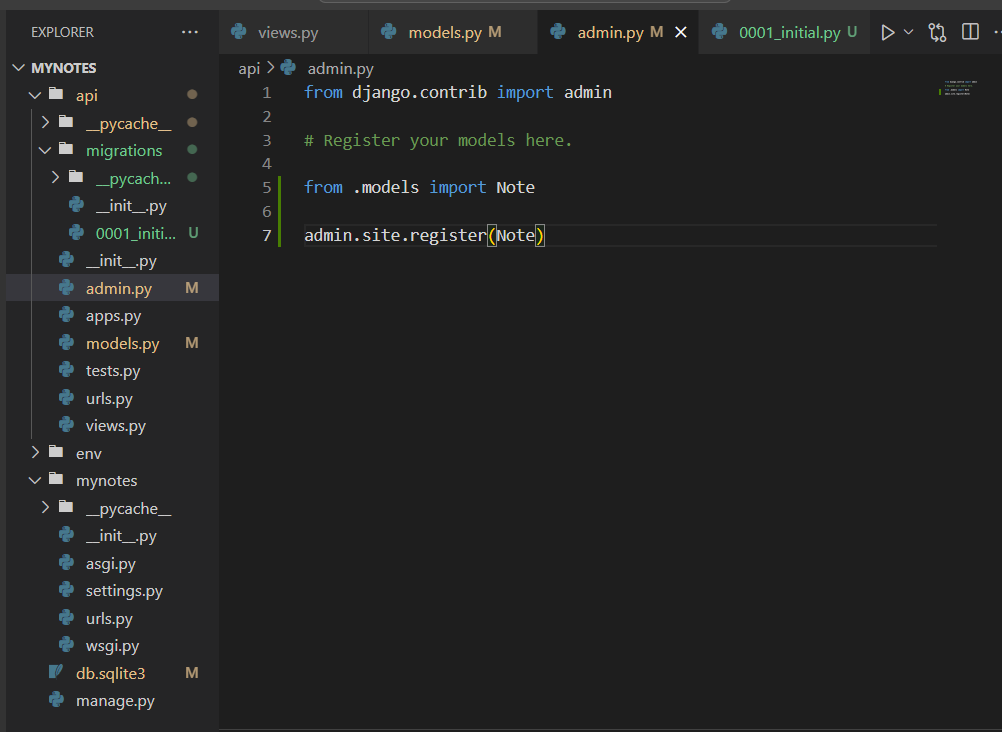 EXPLORER
MYNOTES
api
__pycache__
migrations
__pycach...
__init__.py
0001_initi... U
__init__.py
admin.py M
apps.py
models.py M
tests.py
urls.py
views.py
env
mynotes
__pycache__
__init__.py
asgi.py
settings.py
urls.py
wsgi.py
db.sqlite3 M
manage.py
views.py
models.py M
admin.py M
0001_initial.py U
api > admin.py
1 from django.contrib import admin
2
3 # Register your models here.
4
5 from .models import Note
6
7 admin.site.register(Note)